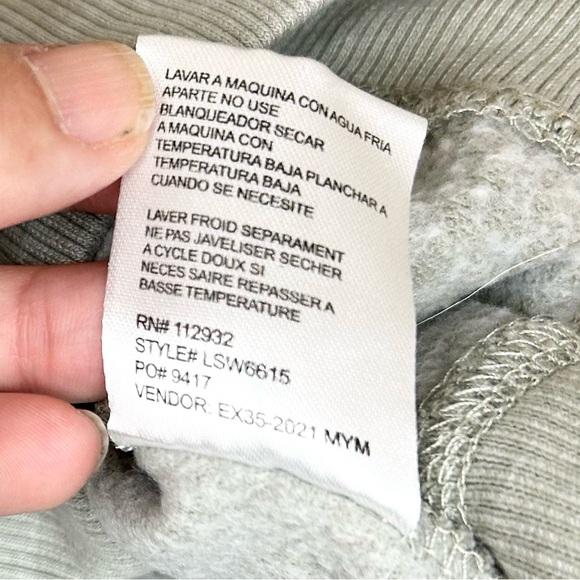 LAVAR A MAQUINA CON AGUA FRIA
APARTE NO USE
BLANQUEADOR SECAR
A MAQUINA CON
TEMPERATURA BAJA PLANCHAR A
TEMPERATURA BAJA
CUANDO SE NECESITE
LAVER FROID SEPARAMENT
NE PAS JAVELISER SECHER
A CYCLE DOUX SI
NECES SAIRE REPASSER A
BASSE TEMPERATURE
RN# 112932
STYLE# LSW6615
PO# 9417
VENDOR: EX35-2021 MYM